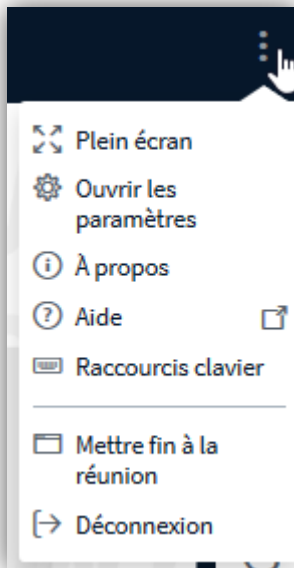 Plein écran
Ouvrir les
paramètres
À propos
Aide
Raccourcis clavier
Mettre fin à la
réunion
Déconnexion